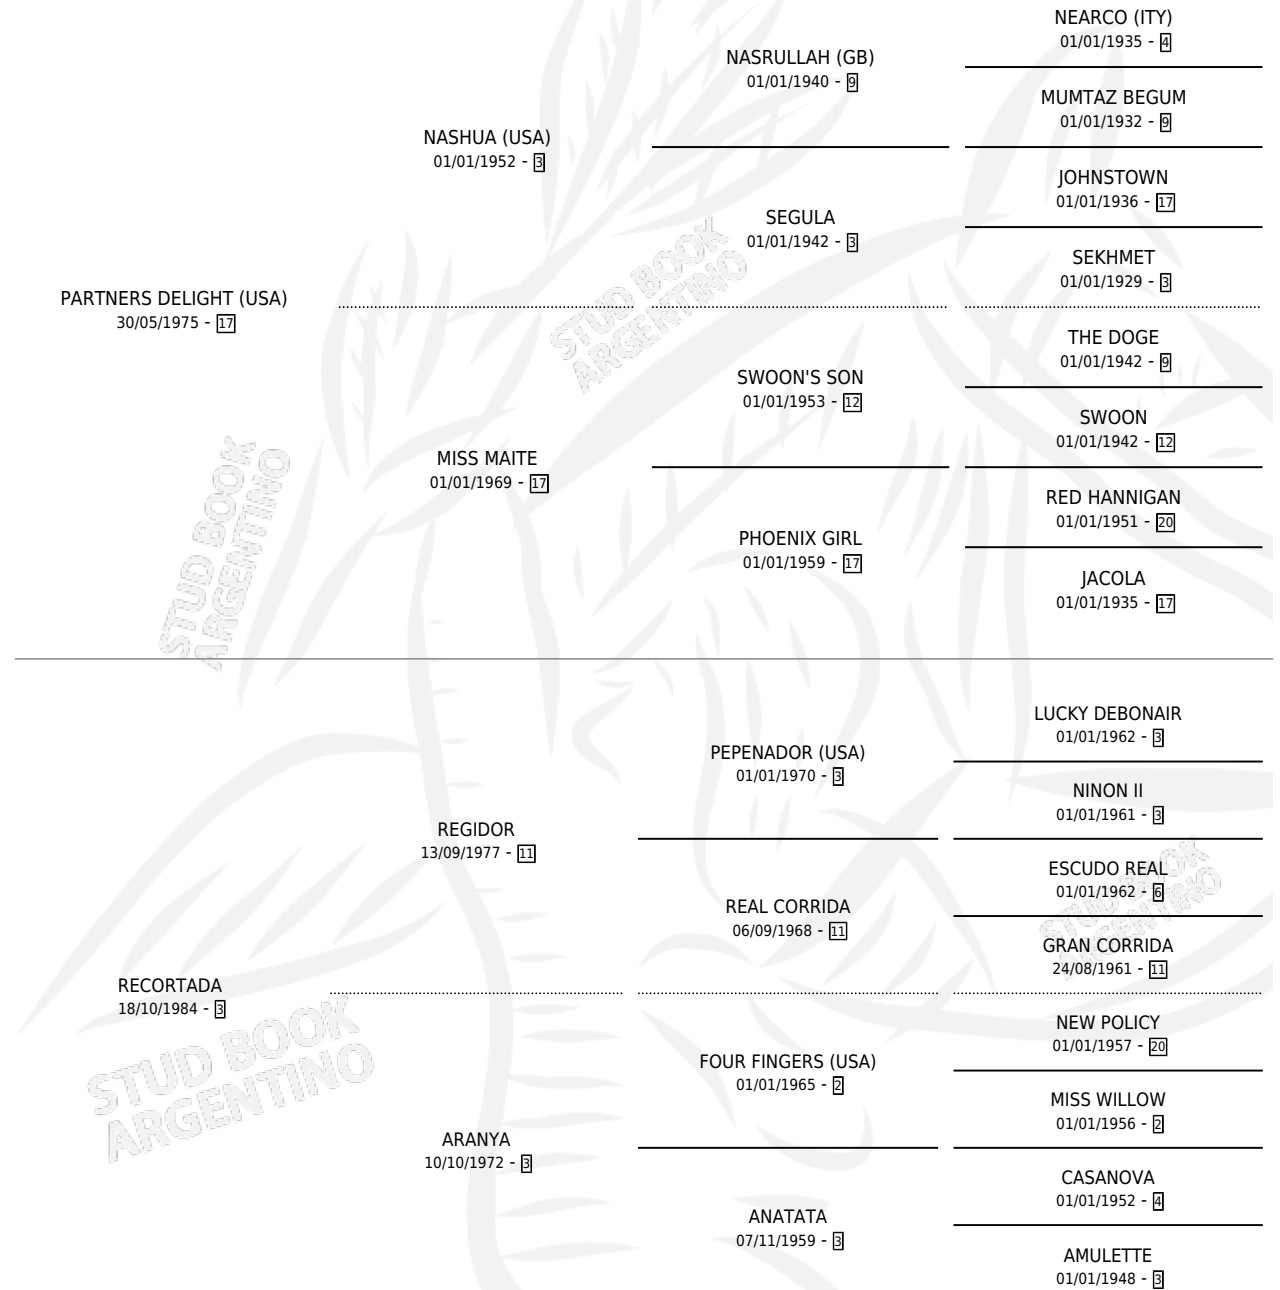 NEARCO (ITY)
01/01/1935 - 4
NASRULLAH (GB)
01/01/1940 - 9
MUMTAZ BEGUM
01/01/1932 - 9
NASHUA (USA)
01/01/1952 - 3
JOHNSTOWN
01/01/1936 - 17
SEGULA
01/01/1942 - 3
SEKHMET
01/01/1929 - 3
PARTNERS DELIGHT (USA)
30/05/1975 - 17
THE DOGE
01/01/1942 - 9
SWOON'S SON
01/01/1953 - 12
SWOON
01/01/1942 - 12
MISS MAITE
01/01/1969 - 17
RED HANNIGAN
01/01/1951 - 20
PHOENIX GIRL
01/01/1959 - 17
JACOLA
01/01/1935 - 17
LUCKY DEBONAIR
01/01/1962 - 3
PEPENADOR (USA)
01/01/1970 - 3
NINON II
01/01/1961 - 3
REGIDOR
13/09/1977 - 11
ESCUDO REAL
01/01/1962 - 6
REAL CORRIDA
06/09/1968 - 11
GRAN CORRIDA
24/08/1961 - 11
RECORTADA
18/10/1984 - 3
NEW POLICY
01/01/1957 - 20
FOUR FINGERS (USA)
01/01/1965 - 2
MISS WILLOW
01/01/1956 - 2
ARANYA
10/10/1972 - 3
CASANOVA
01/01/1952 - 4
ANATATA
07/11/1959 - 3
AMULETTE
01/01/1948 - 3
STUD BOOK
ARGENTINO
STUD BOOK
ARGENTINO
STUD BOOK
ARGENTINO
STUD BOOK
ARGENTINO